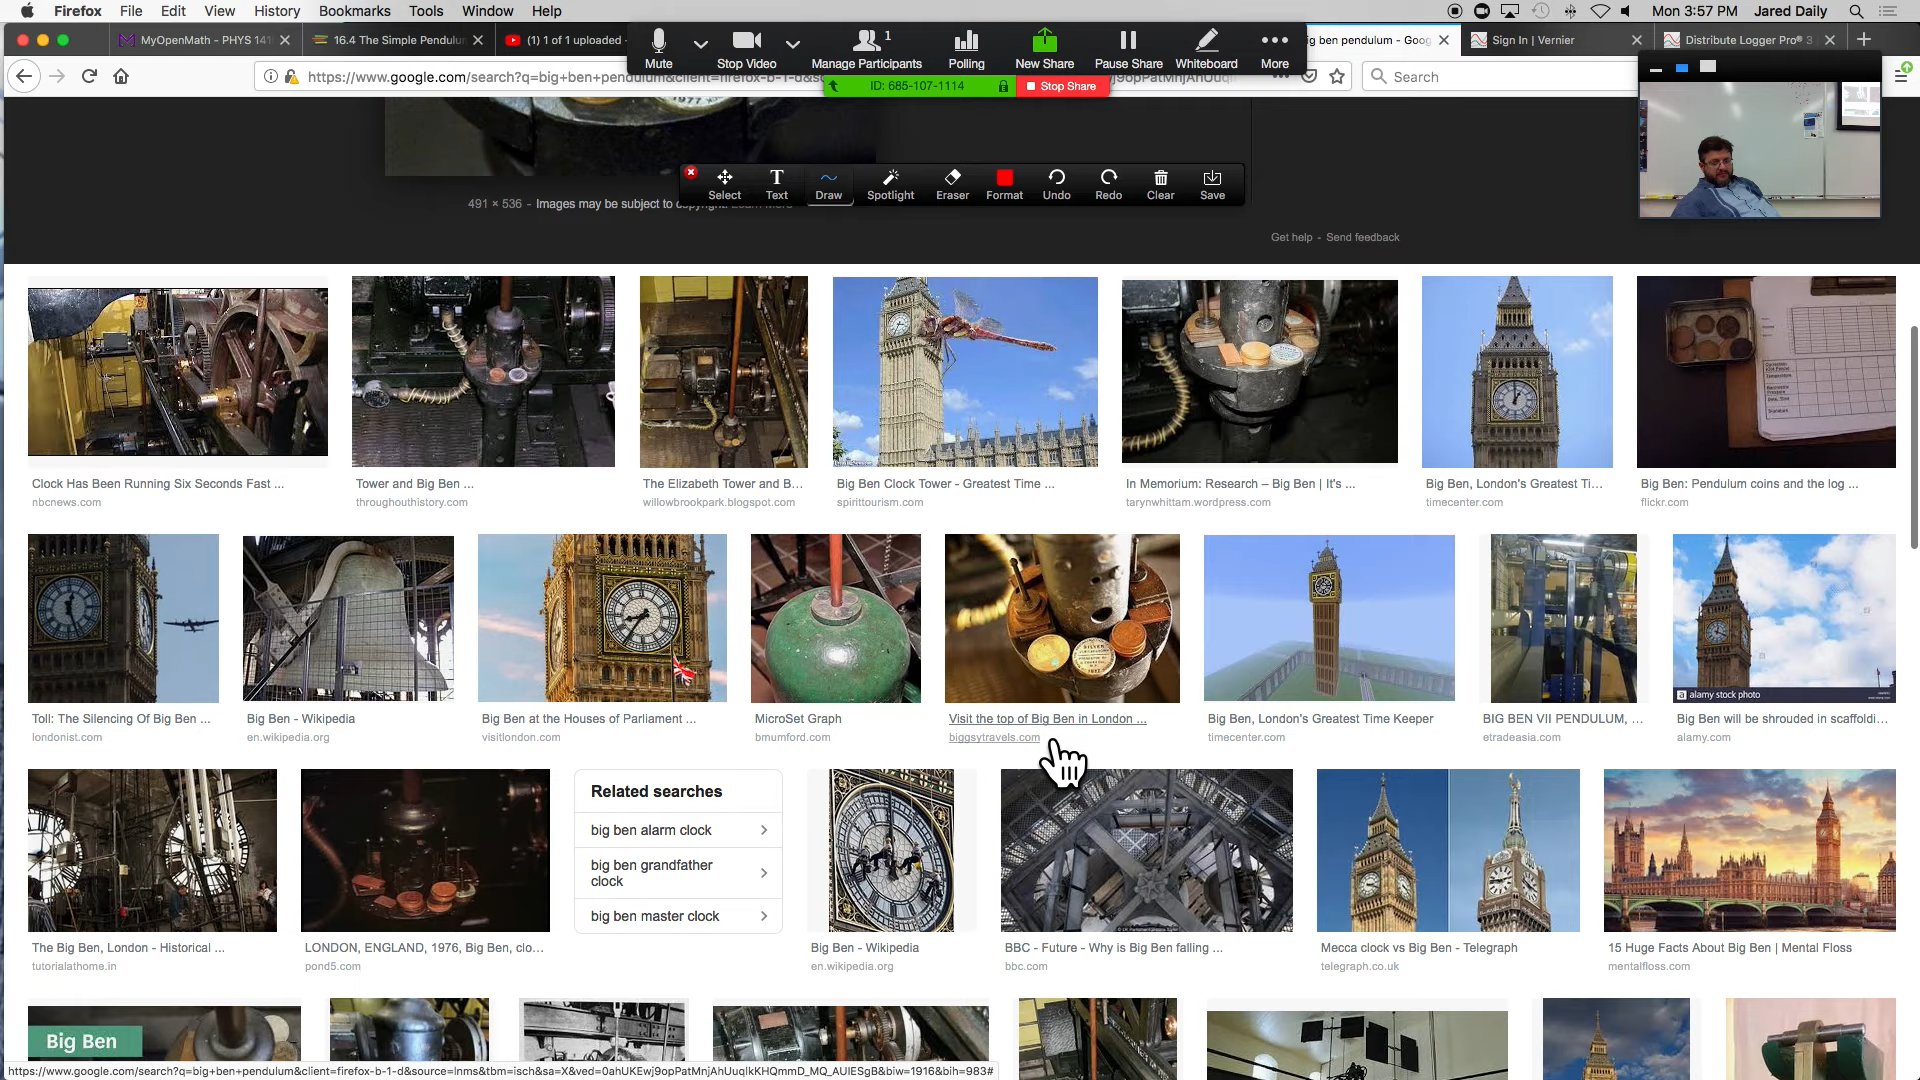 Firefox File Edit View History Bookmarks Tools Window Help Mon 3:57 PM Jared Daily
MyOpenMath - PHYS 141 16.4 The Simple Pendulu (1) 1 of 1 uploaded - ig ben pendulum - Goog Sign In | Vernier Distribute Logger Pro® 3
Mute Stop Video 1 Manage Participants Polling New Share Pause Share Whiteboard More
https://www.google.com/search?q=big+ben+pendulum&client=firefox-b-1-d&sc Search
ID: 685-107-1114 Stop Share
1977
Select Text Draw Spotlight Eraser Format Undo Redo Clear Save
491 × 536 - Images may be subject to copyright. Learn More
Get help - Send feedback
Clock Has Been Running Six Seconds Fast ...
nbcnews.com
Tower and Big Ben ...
throughouthistory.com
The Elizabeth Tower and B...
willowbrookpark.blogspot.com
Big Ben Clock Tower - Greatest Time ...
spirittourism.com
In Memorium: Research – Big Ben | It's ...
tarynwhittam.wordpress.com
Big Ben, London's Greatest Ti...
timecenter.com
Big Ben: Pendulum coins and the log ...
flickr.com
Toll: The Silencing Of Big Ben ...
londonist.com
Big Ben - Wikipedia
en.wikipedia.org
Big Ben at the Houses of Parliament ...
visitlondon.com
MicroSet Graph
bmumford.com
SILVER
Visit the top of Big Ben in London ...
biggsytravels.com
Big Ben, London's Greatest Time Keeper
timecenter.com
BIG BEN VII PENDULUM, ...
etradeasia.com
a alamy stock photo
Big Ben will be shrouded in scaffoldi...
alamy.com
The Big Ben, London - Historical ...
tutorialathome.in
LONDON, ENGLAND, 1976, Big Ben, clo...
pond5.com
Related searches
big ben alarm clock
big ben grandfather
clock
big ben master clock
Big Ben - Wikipedia
en.wikipedia.org
BBC - Future - Why is Big Ben falling ...
bbc.com
Mecca clock vs Big Ben - Telegraph
telegraph.co.uk
15 Huge Facts About Big Ben | Mental Floss
mentalfloss.com
Big Ben
https://www.google.com/search?q=big+ben+pendulum&client=firefox-b-1-d&source=lnms&tbm=isch&sa=X&ved=0ahUKEwj9opPatMnjAhUuqIkKHQmmD_MQ_AUIESgB&biw=1916&bih=983#